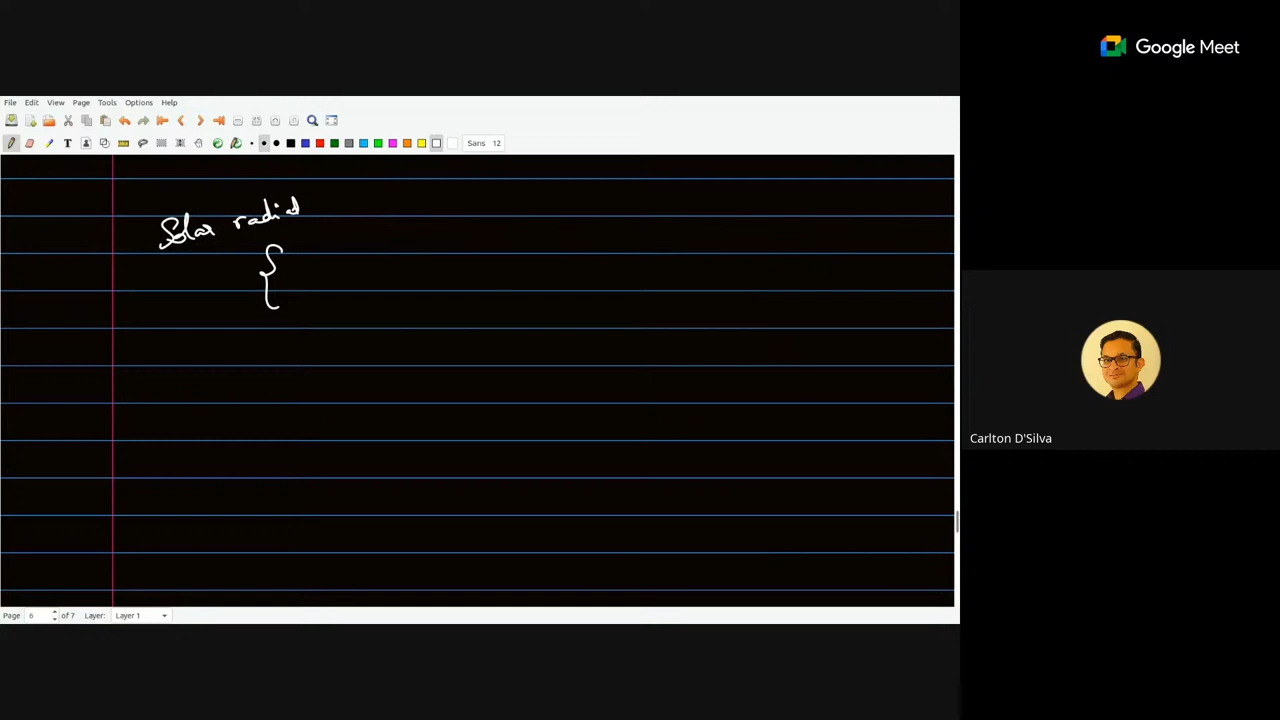 Google Meet
File Edit View Page Tools Options Help
Sans 12
Solar radiat
{
Carlton D'Silva
Page 6 of 7 Layer: Layer 1